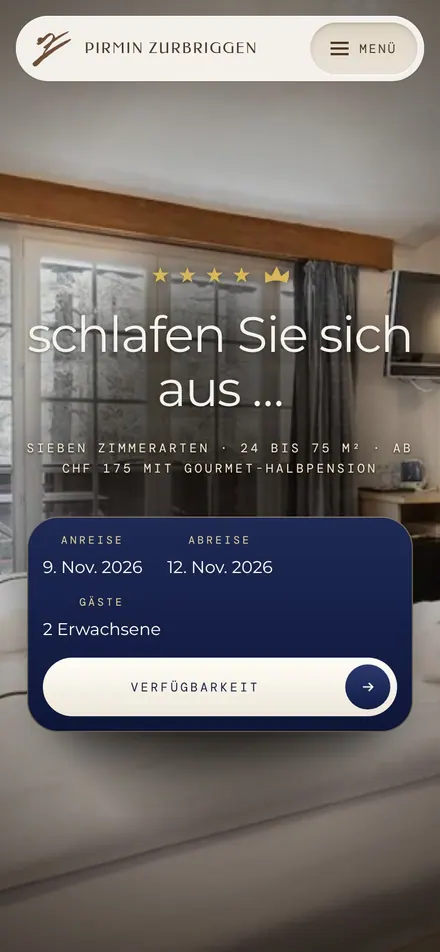 PIRMIN ZURBRIGGEN
MENÜ
schlafen Sie sich
aus ...
SIEBEN ZIMMERARTEN · 24 BIS 75 M² · AB
CHF 175 MIT GOURMET-HALBPENSION
ANREISE ABREISE
9. Nov. 2026 12. Nov. 2026
GÄSTE
2 Erwachsene
VERFÜGBARKEIT